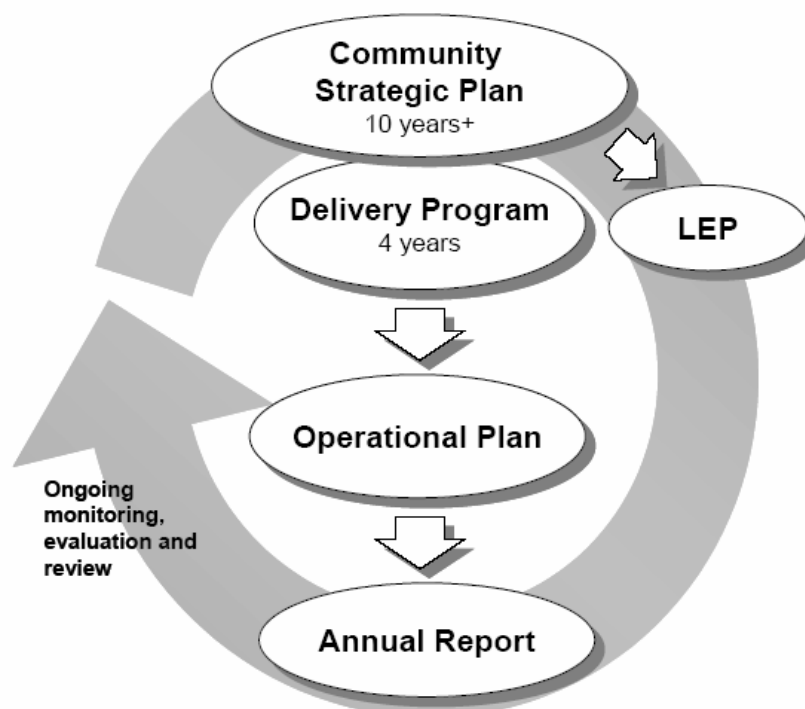 Community
Strategic Plan
10 years+
Delivery Program
4 years
LEP
Operational Plan
Ongoing
monitoring,
evaluation and
review
Annual Report